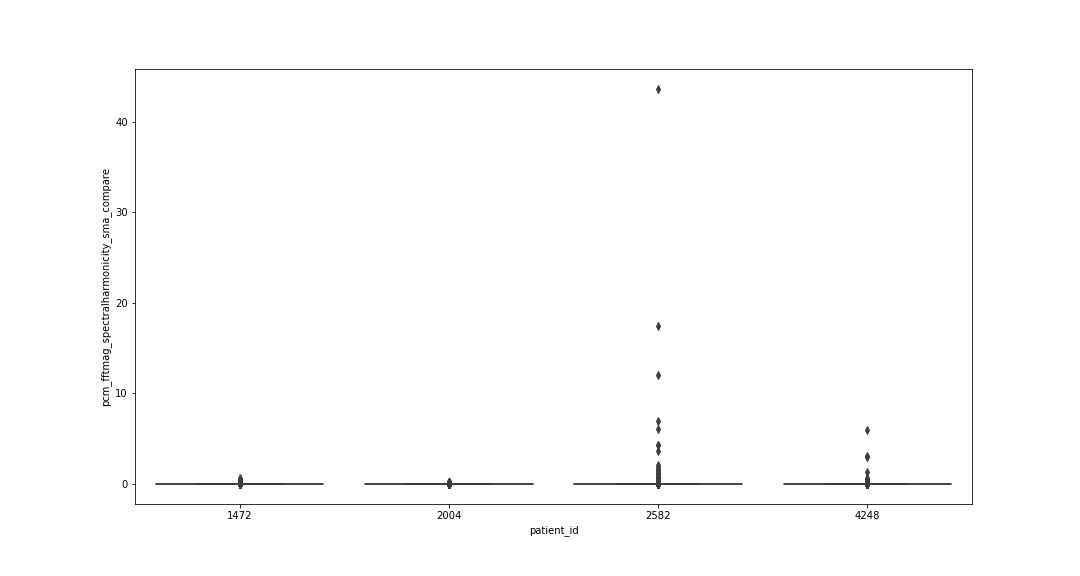 pcm_fftmag_spectralharmonicity_sma_compare
40
30
20
10
0
1472 2004 2582 4248
patient_id